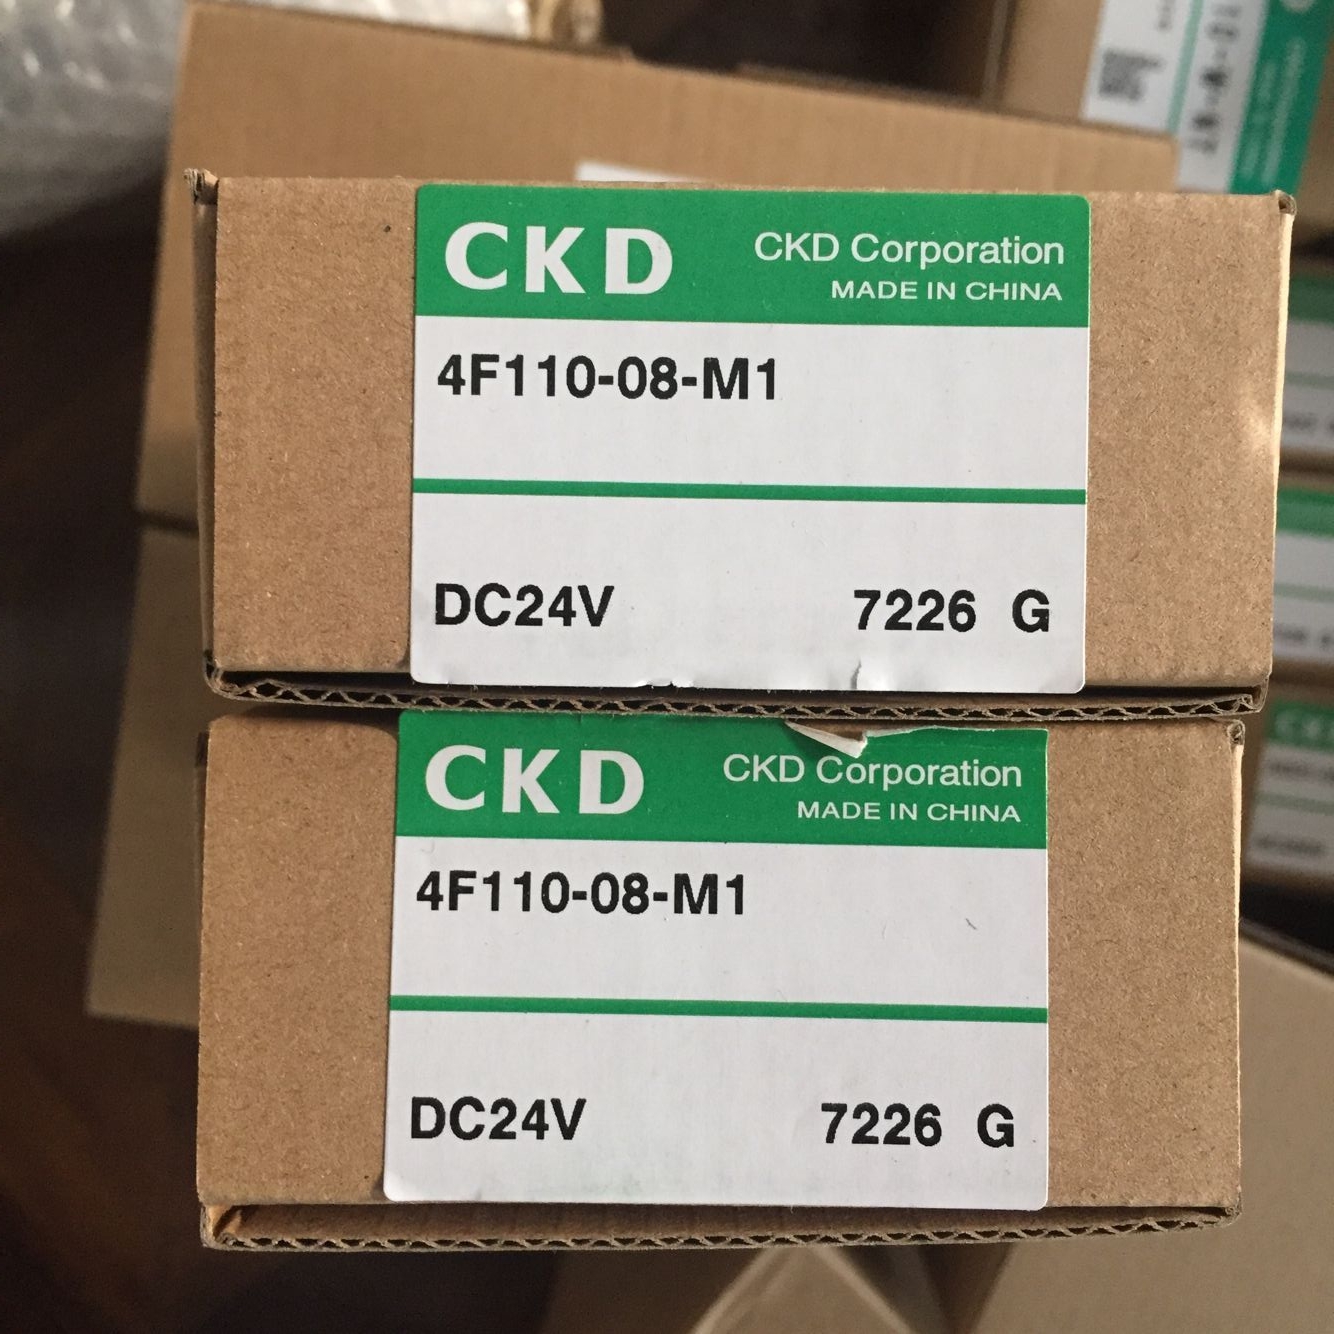 CKD
CKD Corporation
MADE IN CHINA
4F110-08-M1
DC24V 7226 G
CKD
CKD Corporation
MADE IN CHINA
4F110-08-M1
DC24V 7226 G